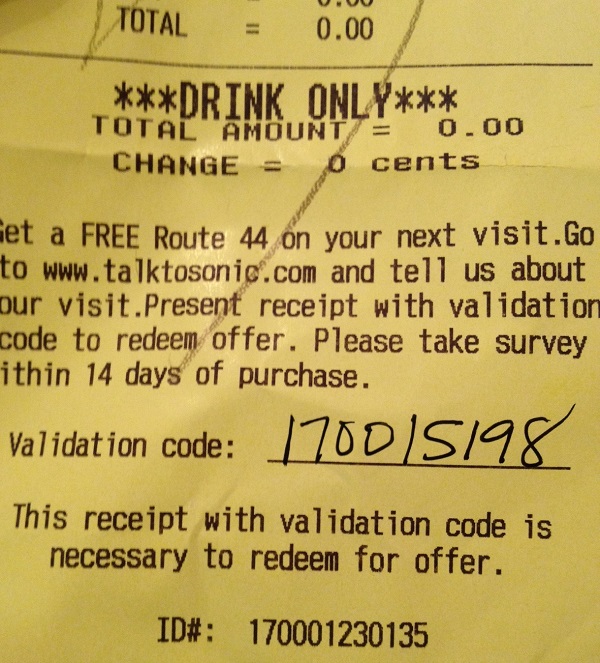 TOTAL = 0.00
***DRINK ONLY***
TOTAL AMOUNT = 0.00
CHANGE = 0 cents
Get a FREE Route 44 on your next visit.Go
to www.talktosonic.com and tell us about
our visit.Present receipt with validation
code to redeem offer. Please take survey
ithin 14 days of purchase.
Validation code: 170015198
This receipt with validation code is
necessary to redeem for offer.
ID#: 170001230135